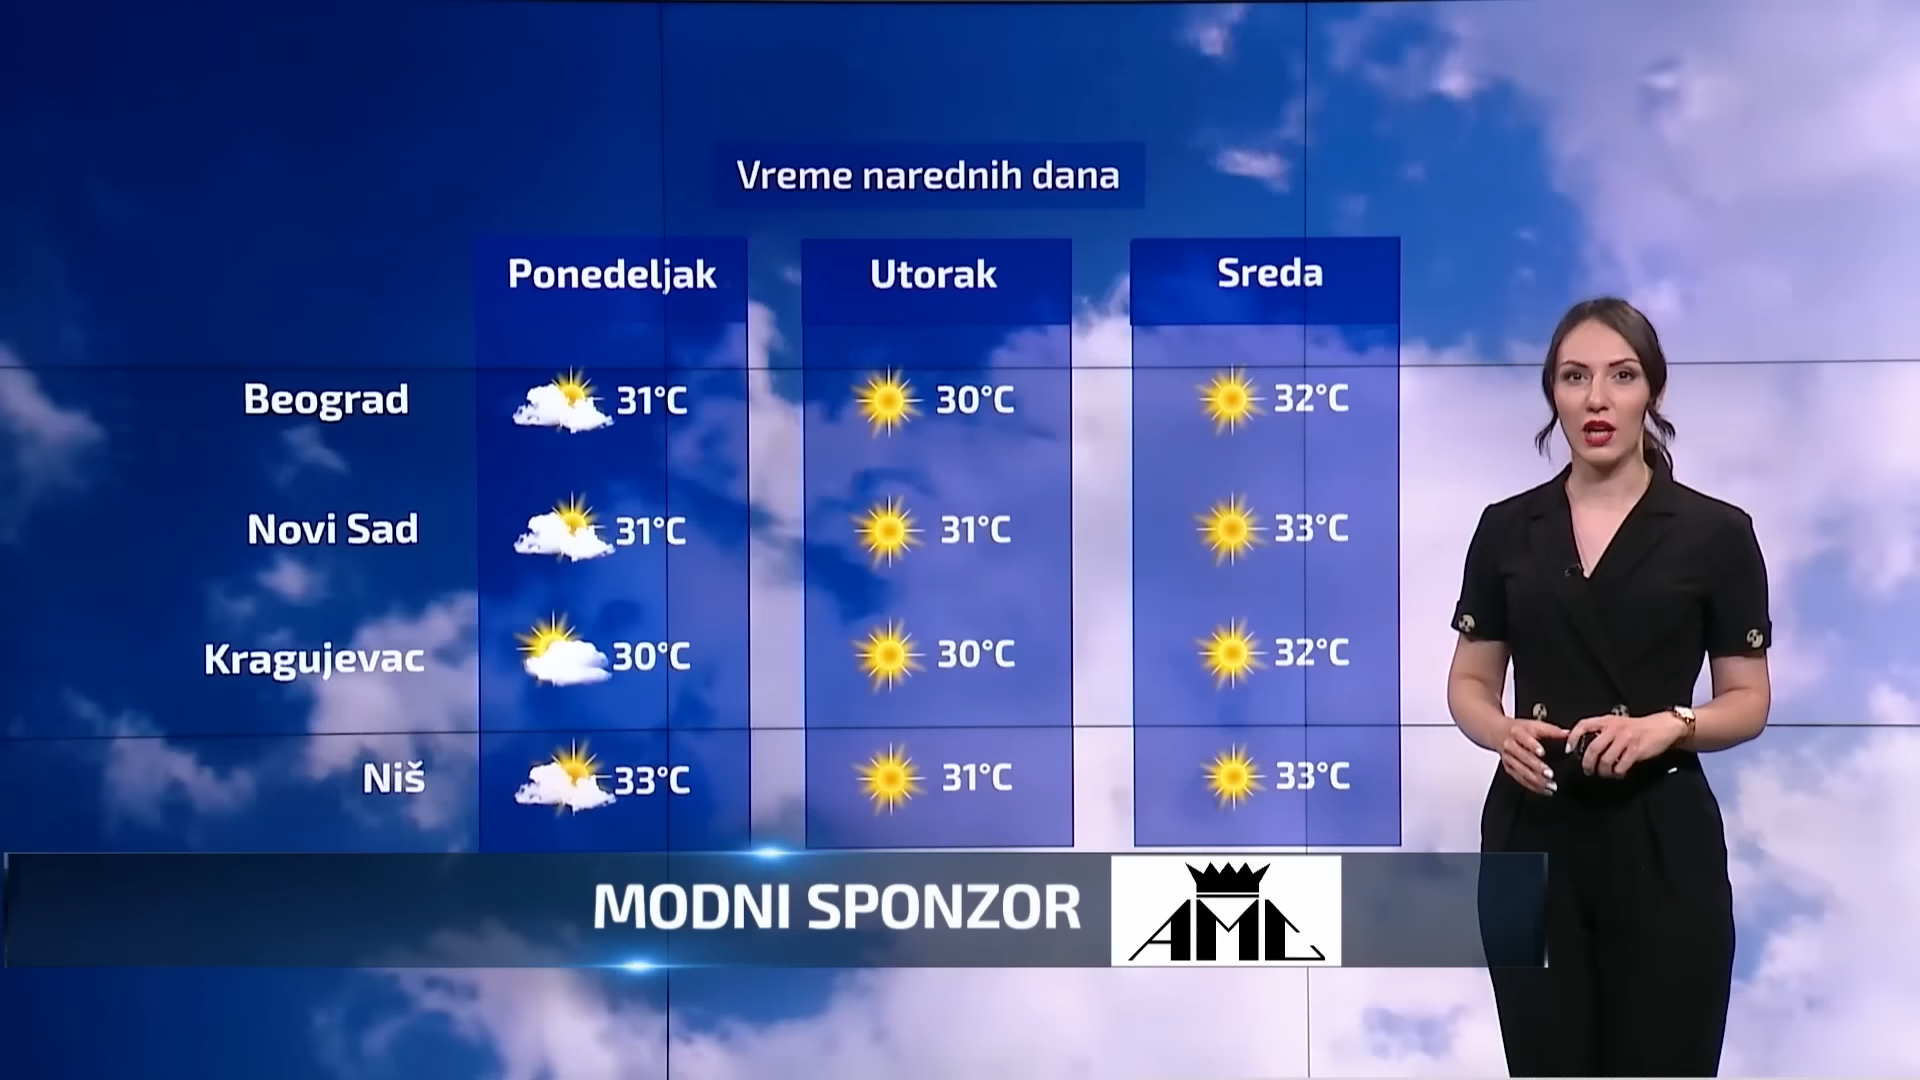 Vreme narednih dana
Ponedeljak Utorak Sreda
Beograd 31°C 30°C 32°C
Novi Sad 31°C 31°C 33°C
Kragujevac 30°C 30°C 32°C
Niš 33°C 31°C 33°C
MODNI SPONZOR AMC